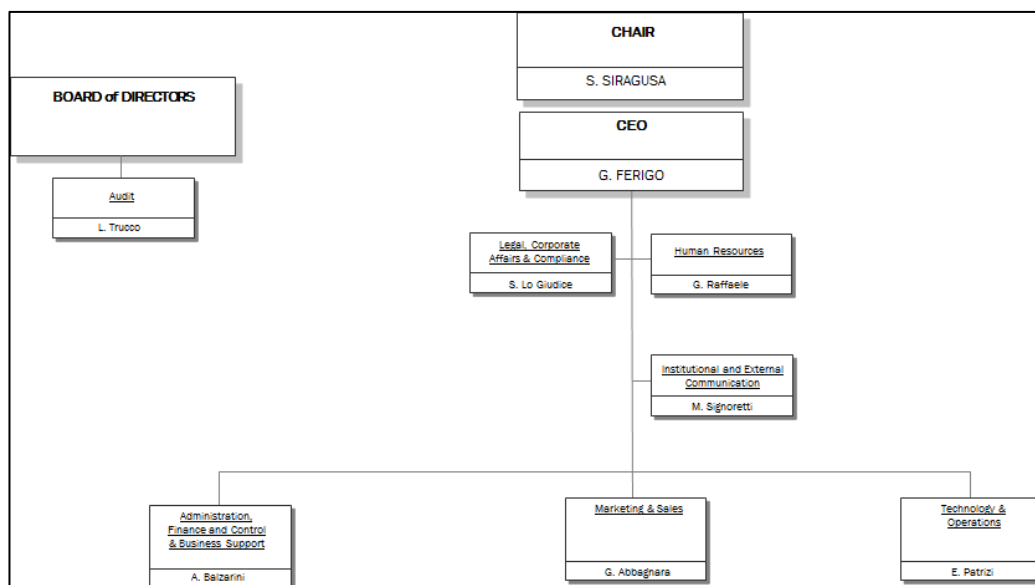 CHAIR
S. SIRAGUSA
BOARD of DIRECTORS
CEO
G. FERIGO
Audit
L. Trucco
Legal, Corporate
Affairs & Compliance
S. Lo Giudice
Human Resources
G. Raffaele
Institutional and External
Communication
M. Signoretti
Administration,
Finance and Control
& Business Support
A. Balzarini
Marketing & Sales
G. Abbagnara
Technology &
Operations
E. Patrizi